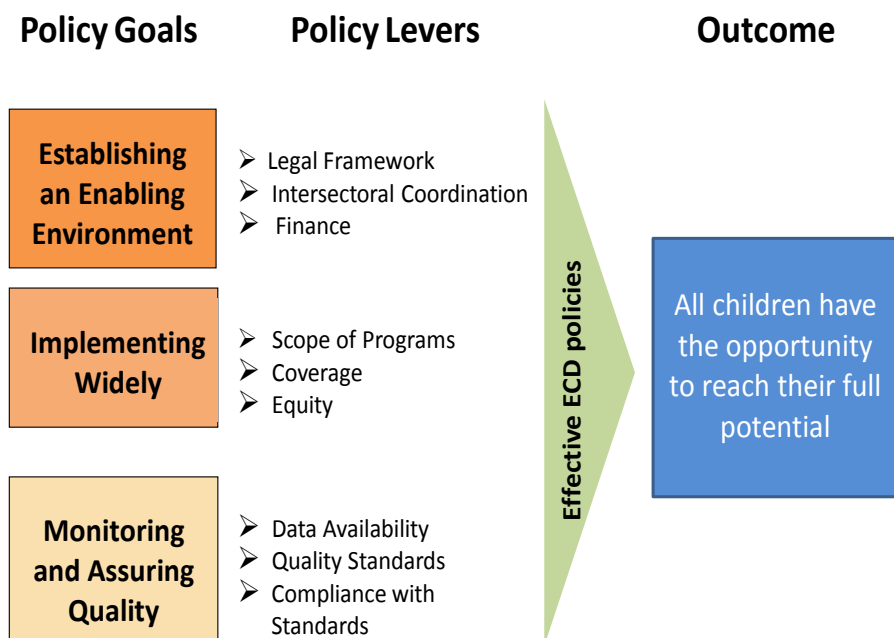 Policy Goals
Policy Levers
Outcome
Establishing
an Enabling
Environment
Legal Framework
Intersectoral Coordination
Finance
Implementing
Widely
Scope of Programs
Coverage
Equity
Monitoring
and Assuring
Quality
Data Availability
Quality Standards
Compliance with
Standards
Effective ECD policies
All children have
the opportunity
to reach their full
potential